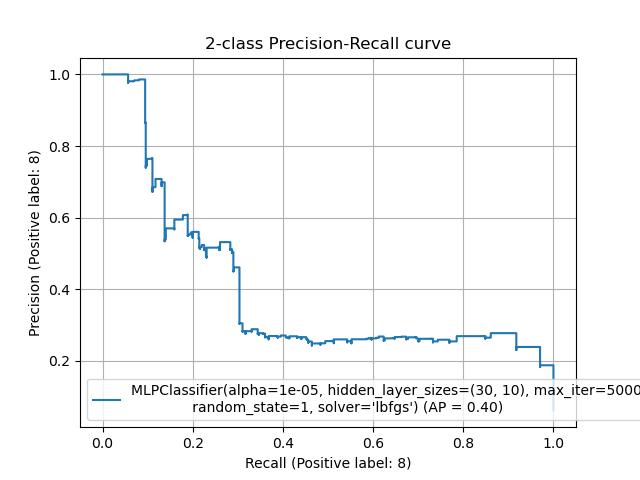 2-class Precision-Recall curve
Precision (Positive label: 8)
1.0
0.8
0.6
0.4
0.2
MLPClassifier(alpha=1e-05, hidden_layer_sizes=(30, 10), max_iter=5000
random_state=1, solver='lbfgs') (AP = 0.40)
0.0 0.2 0.4 0.6 0.8 1.0
Recall (Positive label: 8)